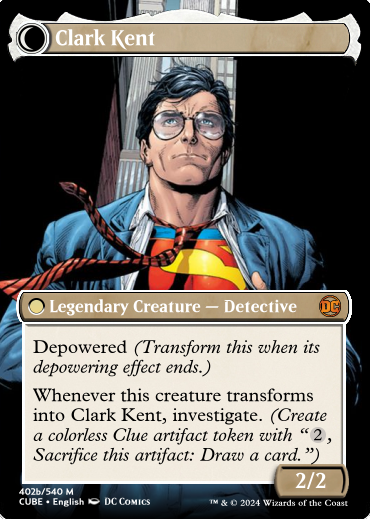 Clark Kent
Legendary Creature — Detective
DC
Depowered (Transform this when its
depowering effect ends.)
Whenever this creature transforms
into Clark Kent, investigate. (Create
a colorless Clue artifact token with “2,
Sacrifice this artifact: Draw a card.”)
2/2
402b/540 M
CUBE • English DC COMICS
™ & © 2024 Wizards of the Coast